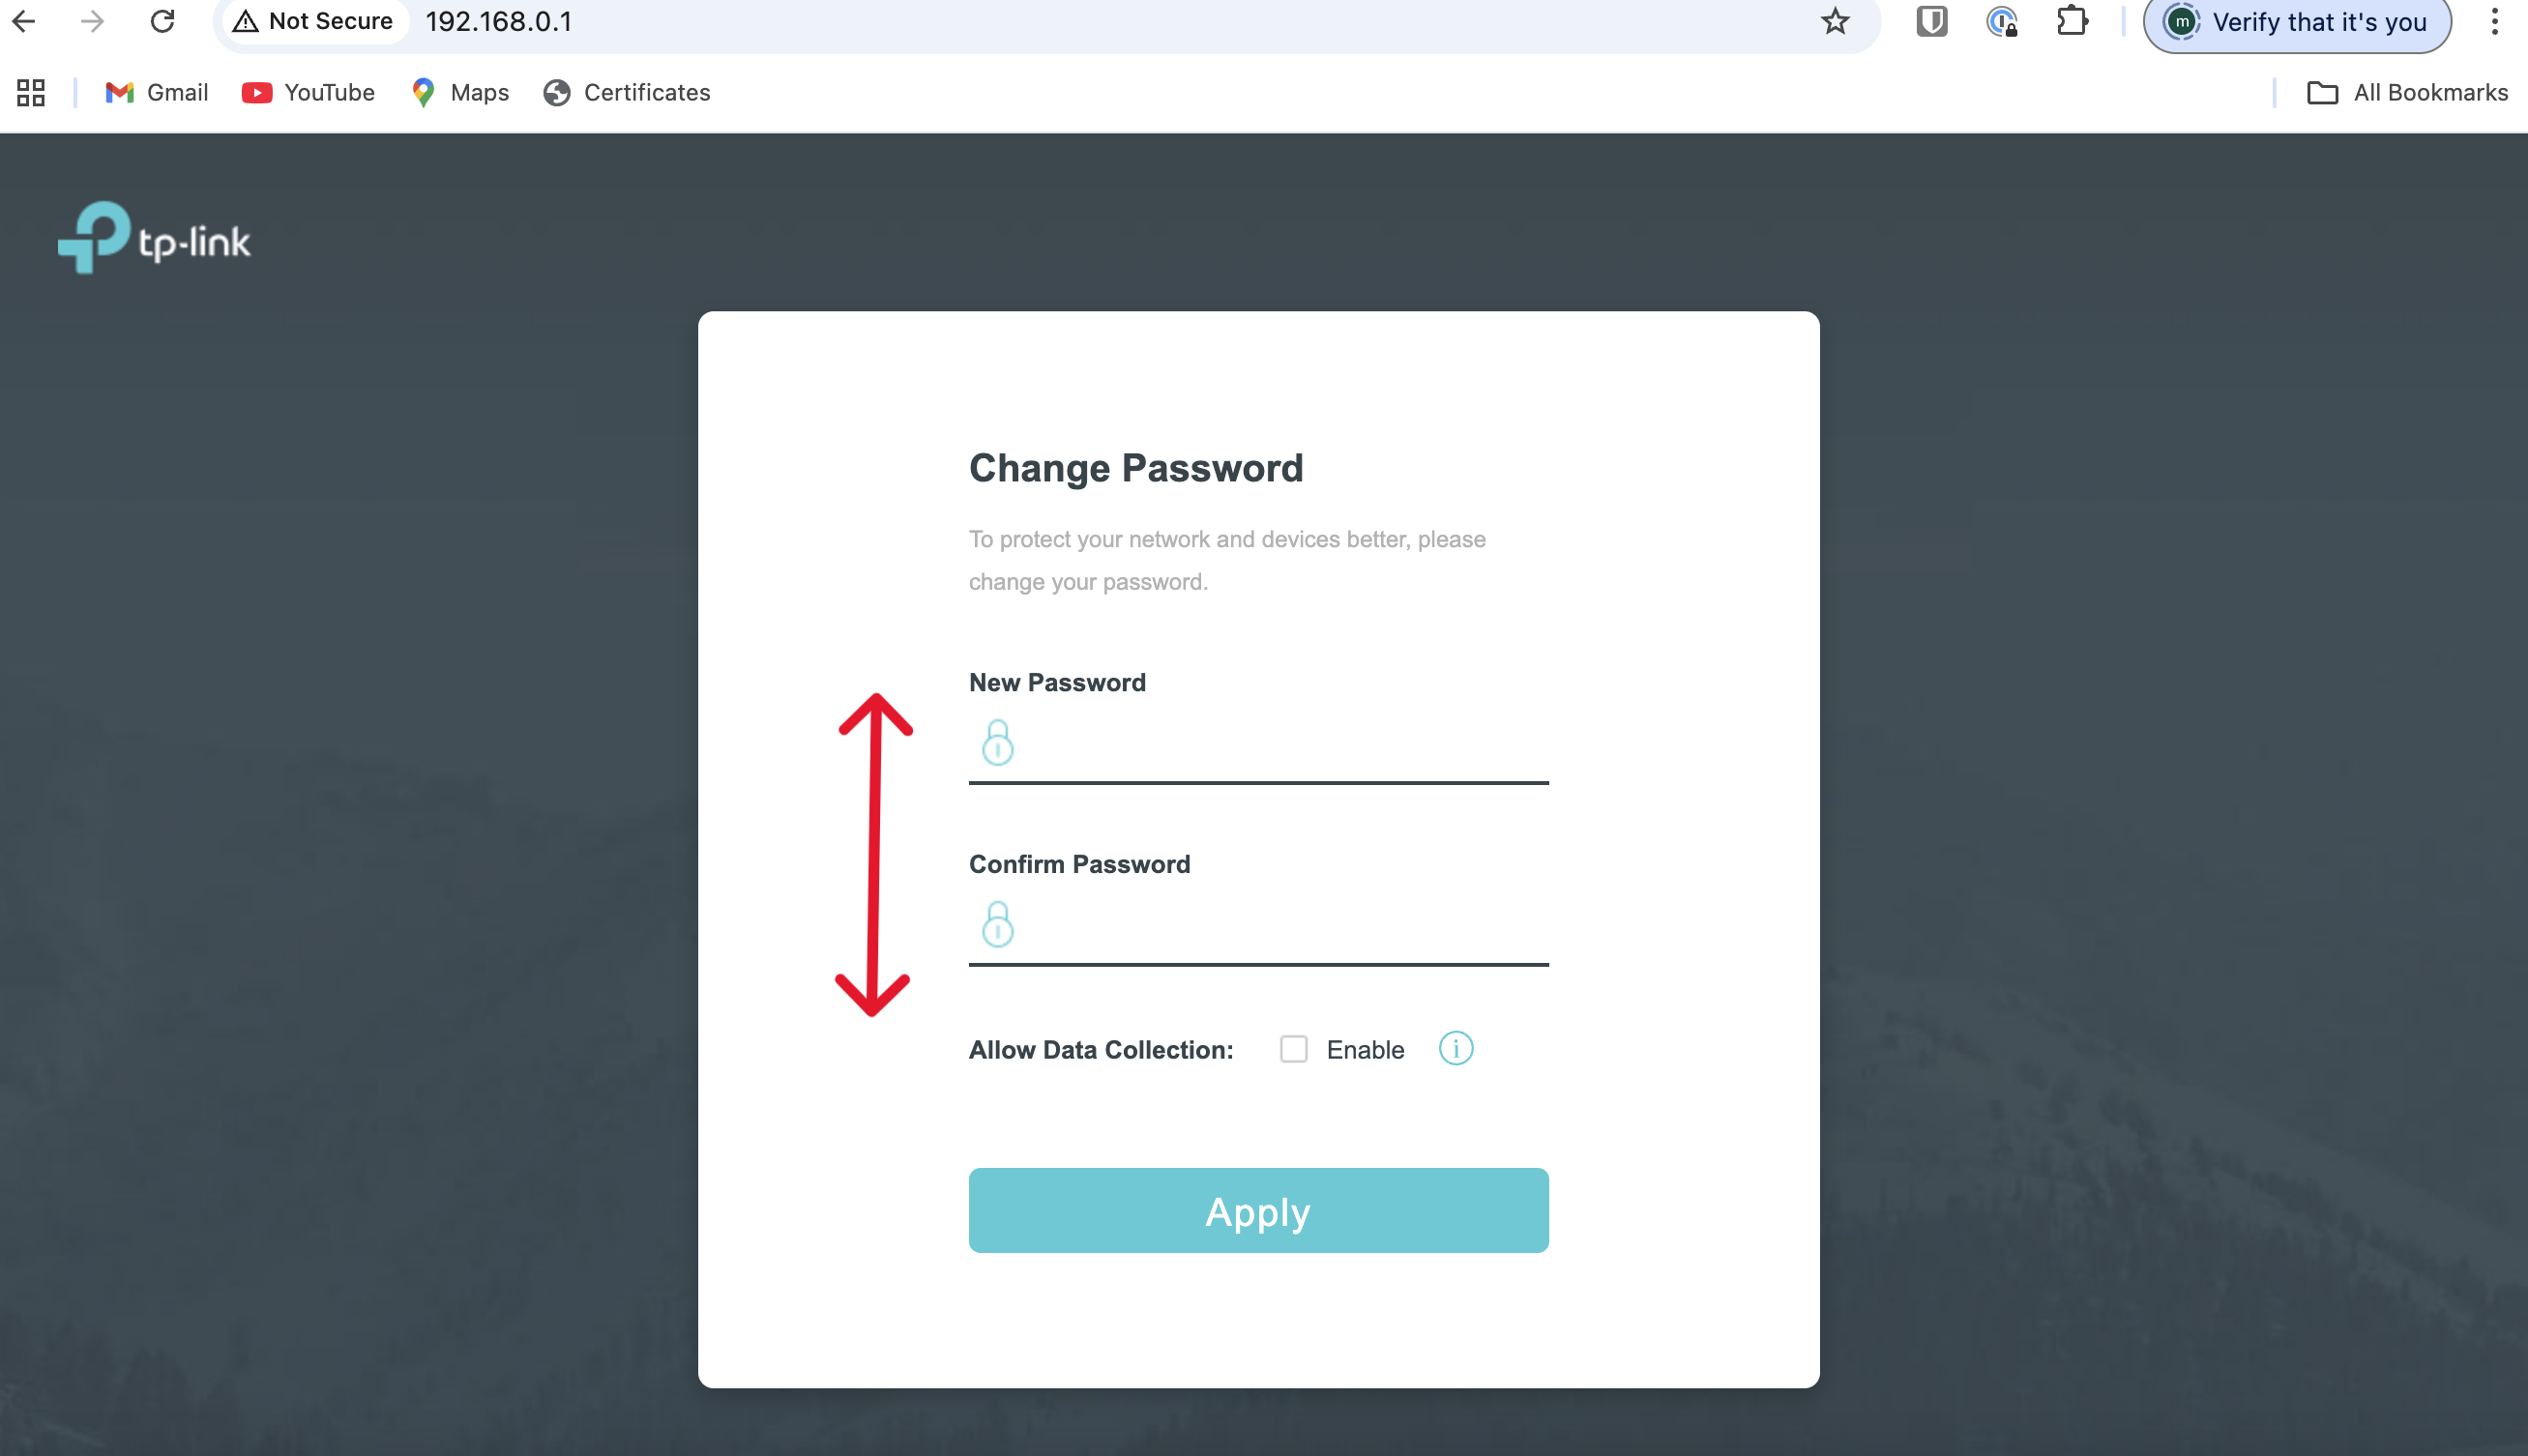 Not Secure 192.168.0.1 m Verify that it's you
Gmail YouTube Maps Certificates All Bookmarks
tp-link
Change Password
To protect your network and devices better, please
change your password.
New Password
Confirm Password
Allow Data Collection: Enable i
Apply